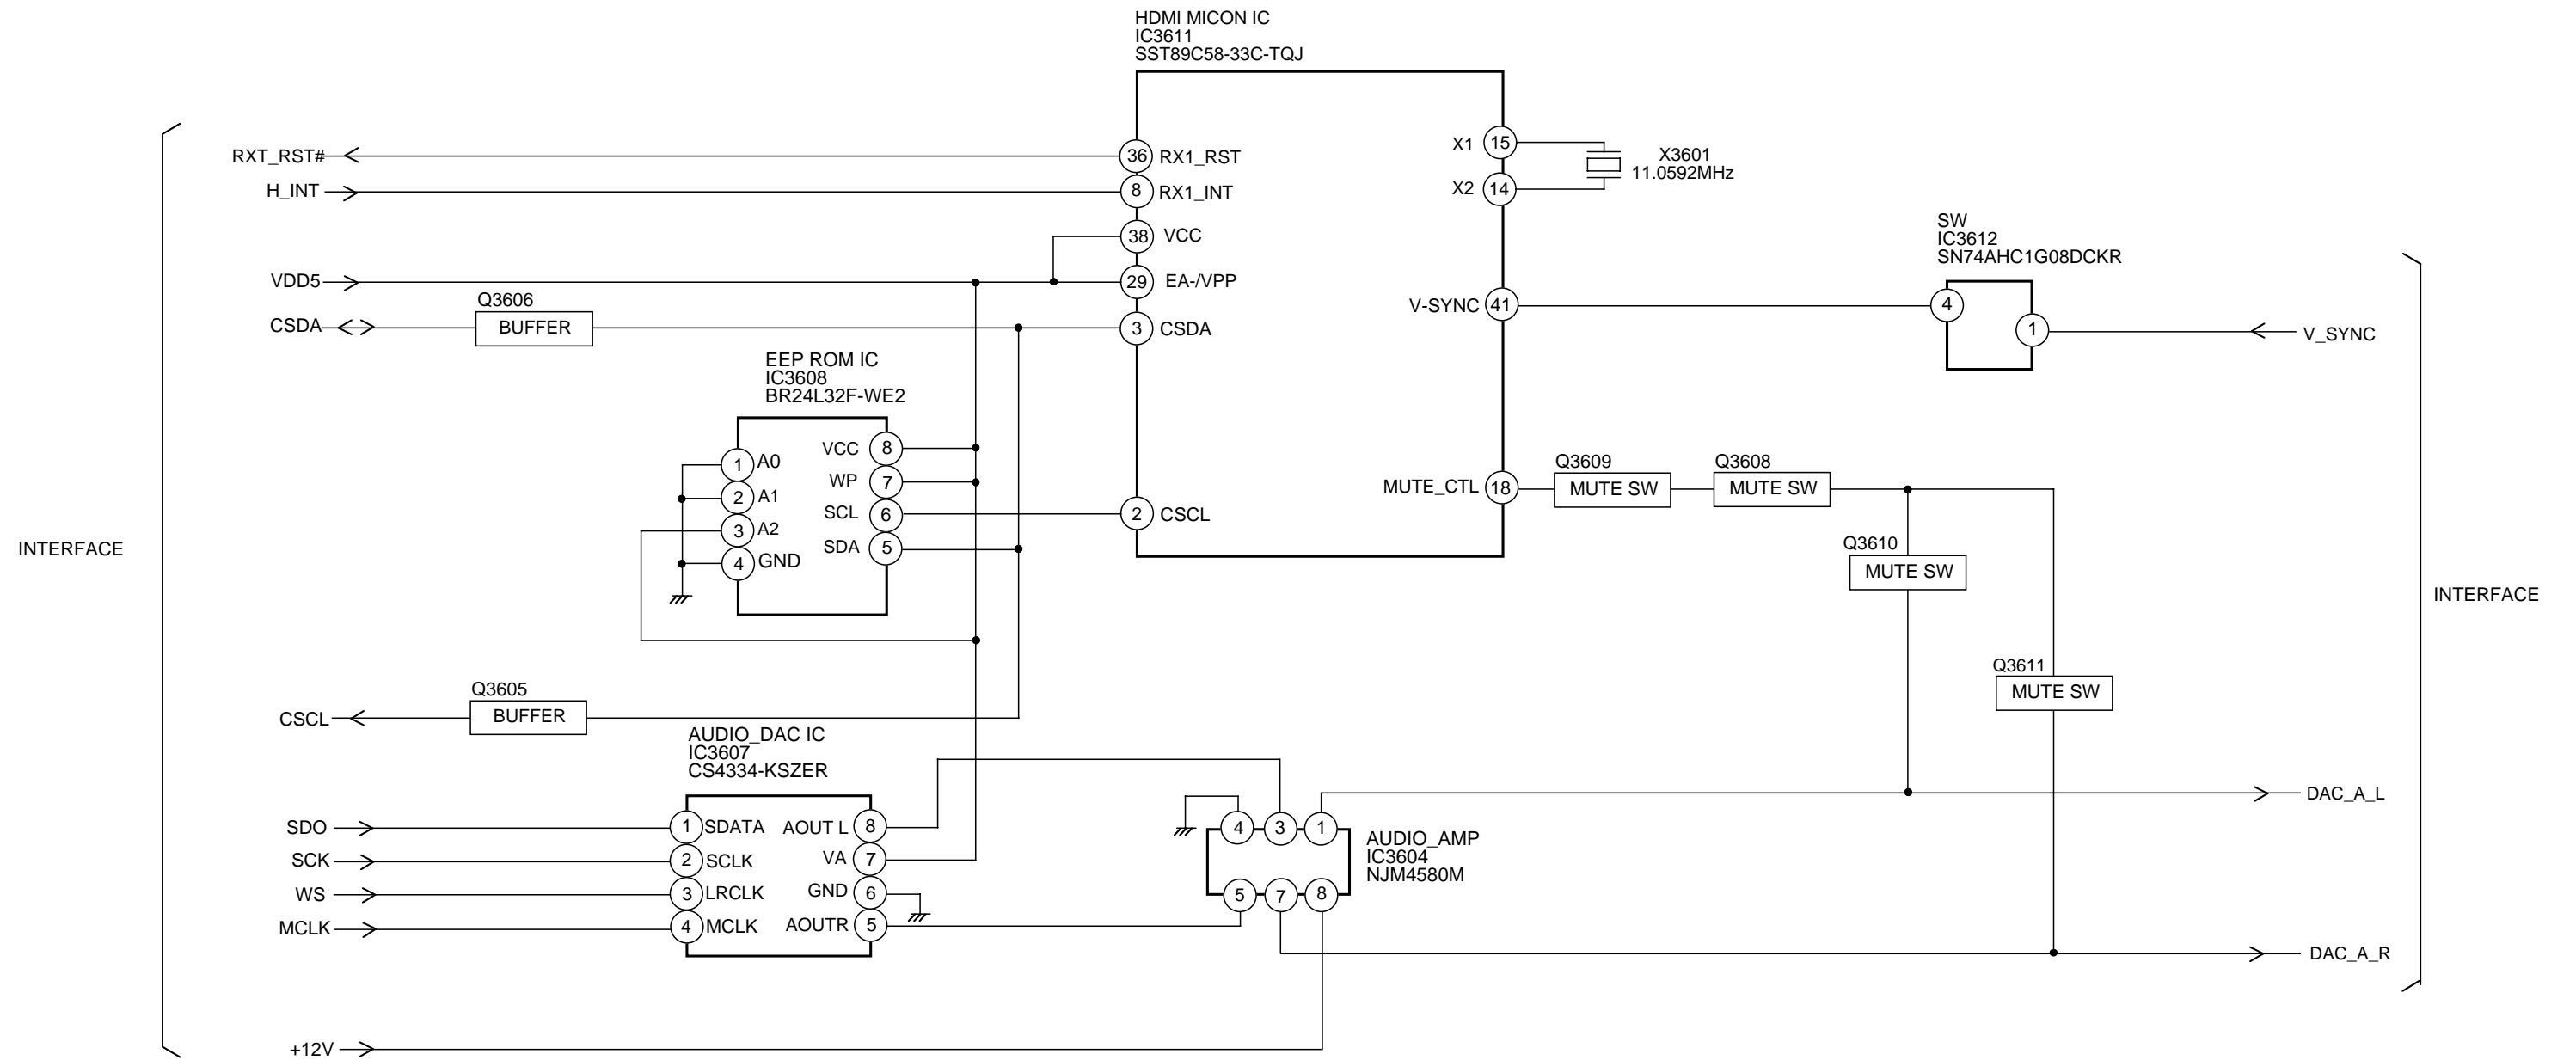 HDMI MICON IC
IC3611
SST89C58-33C-TQJ
RXT_RST#
36
RX1_RST
X1
15
X3601
11.0592MHz
H_INT
8
RX1_INT
X2
14
38
VCC
SW
IC3612
SN74AHC1G08DCKR
VDD5
29
EA-/VPP
Q3606
CSDA
BUFFER
3
CSDA
V-SYNC
41
4
1
V_SYNC
EEP ROM IC
IC3608
BR24L32F-WE2
1
A0
VCC
8
2
A1
WP
7
3
A2
SCL
6
4
GND
SDA
5
2
CSCL
MUTE_CTL
18
Q3609
MUTE SW
Q3608
MUTE SW
Q3610
MUTE SW
INTERFACE
INTERFACE
Q3611
MUTE SW
Q3605
CSCL
BUFFER
AUDIO_DAC IC
IC3607
CS4334-KSZER
SDO
1
SDATA
AOUT L
8
SCK
2
SCLK
VA
7
WS
3
LRCLK
GND
6
MCLK
4
MCLK
AOUTR
5
4
3
1
AUDIO_AMP
IC3604
NJM4580M
5
7
8
DAC_A_L
DAC_A_R
+12V